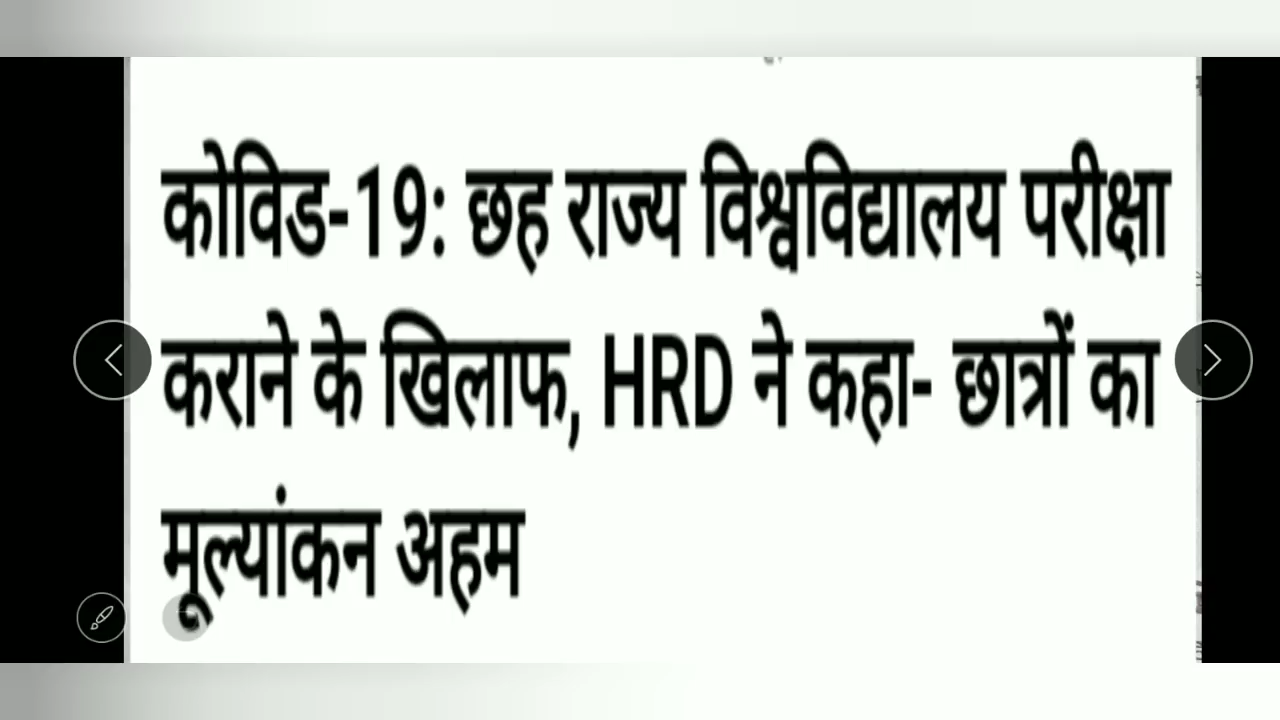 कोविड-19: छह राज्य विश्वविद्यालय परीक्षा
कराने के खिलाफ, HRD ने कहा- छात्रों का
मूल्यांकन अहम